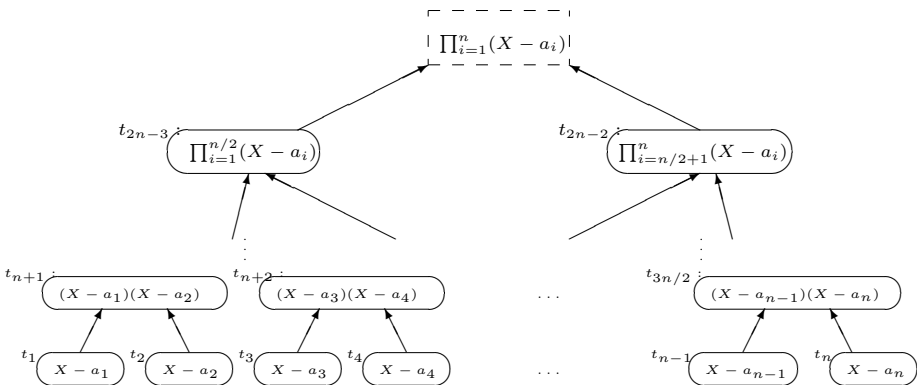 ∏_{i=1}^{n}(X − a_i)
t_{2n−3} :
t_{2n−2} :
∏_{i=1}^{n/2}(X − a_i)
∏_{i=n/2+1}^{n}(X − a_i)
t_{n+1} :
t_{n+2} :
t_{3n/2} :
(X − a_1)(X − a_2)
(X − a_3)(X − a_4)
...
(X − a_{n−1})(X − a_n)
t_1
t_2
t_3
t_4
t_{n−1}
t_n
X − a_1
X − a_2
X − a_3
X − a_4
...
X − a_{n−1}
X − a_n